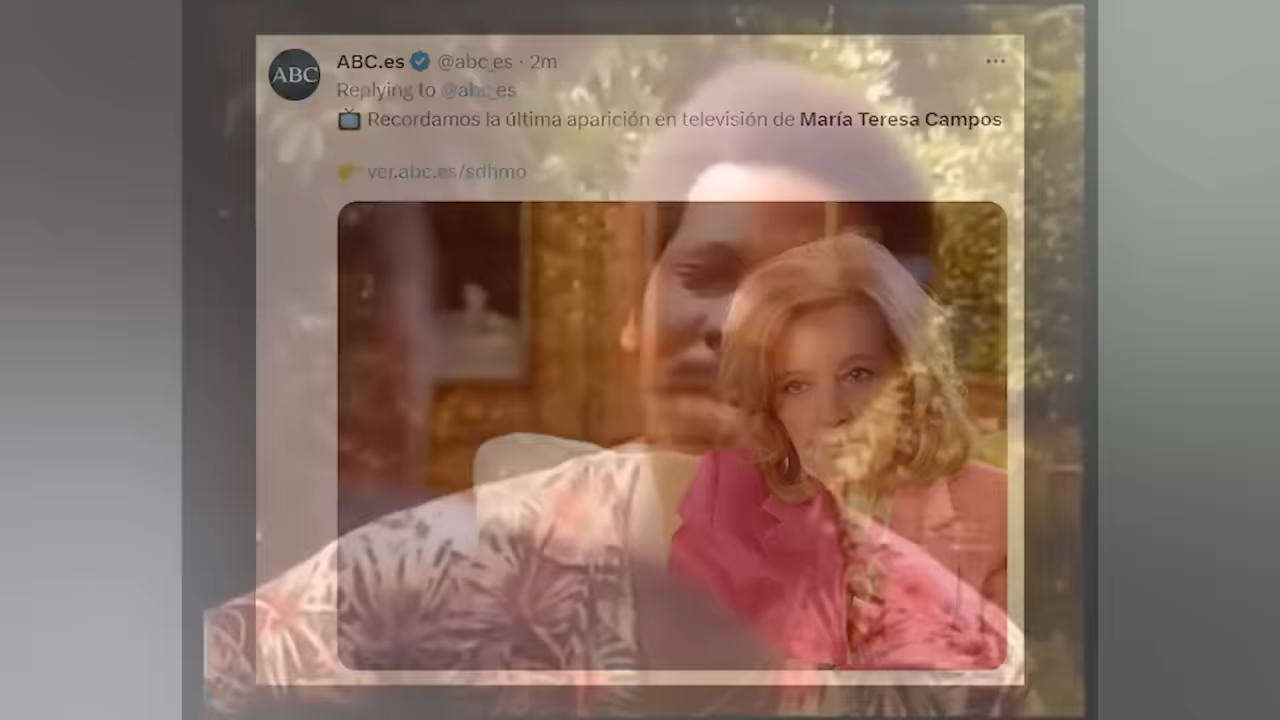 ABC
ABC.es @abc_es · 2m
Replying to @abc_es
Recordamos la última aparición en televisión de María Teresa Campos
ver.abc.es/sdhmo